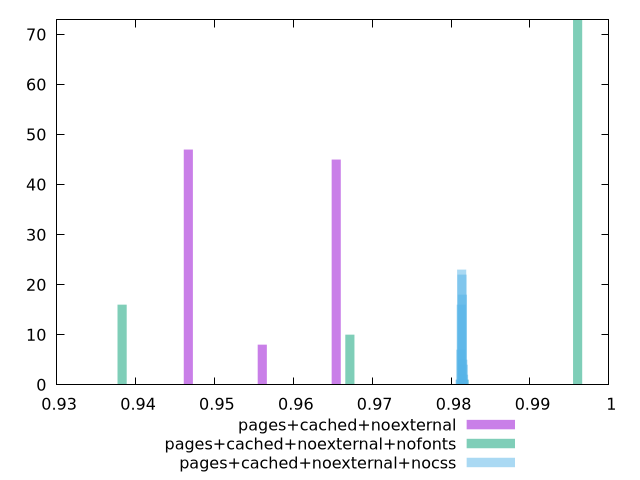 70
60
50
40
30
20
10
0
0.93 0.94 0.95 0.96 0.97 0.98 0.99 1
pages+cached+noexternal
pages+cached+noexternal+nofonts
pages+cached+noexternal+nocss